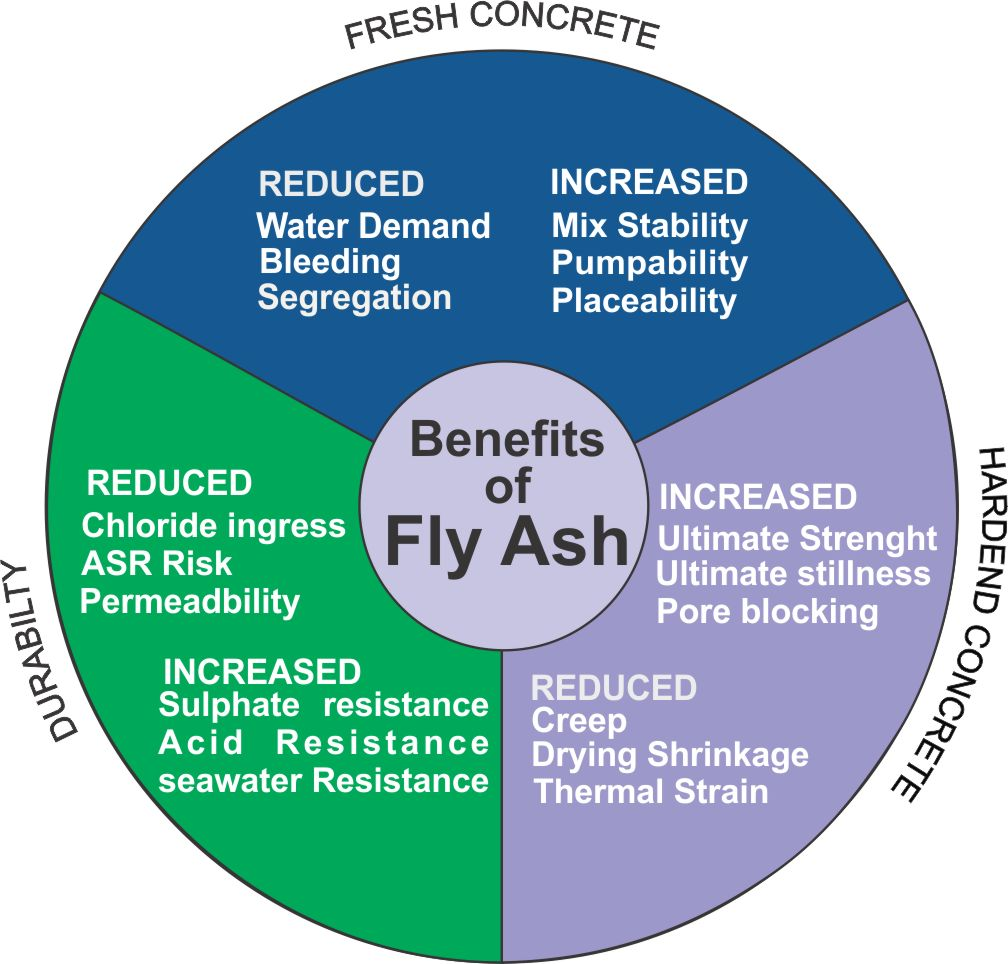 FRESH CONCRETE
REDUCED
Water Demand
Bleeding
Segregation
INCREASED
Mix Stability
Pumpability
Placeability
Benefits
of
Fly Ash
HARDEND CONCRETE
INCREASED
Ultimate Strenght
Ultimate stillness
Pore blocking
REDUCED
Creep
Drying Shrinkage
Thermal Strain
DURABILTY
REDUCED
Chloride ingress
ASR Risk
Permeadbility
INCREASED
Sulphate resistance
Acid Resistance
seawater Resistance